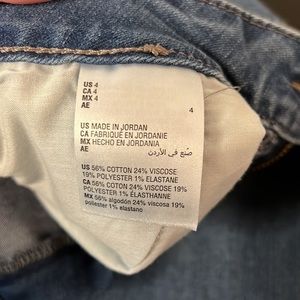 US 4
CA 4
MX 4
AE 4
US MADE IN JORDAN
CA FABRIQUÉ EN JORDANIE
MX HECHO EN JORDANIA
AE صنع في الأردن
US 56% COTTON 24% VISCOSE
19% POLYESTER 1% ELASTANE
CA 56% COTON 24% VISCOSE 19%
POLYESTER 1% ÉLASTHANNE
MX 56% algodón 24% viscosa 19%
poliester 1% elastano